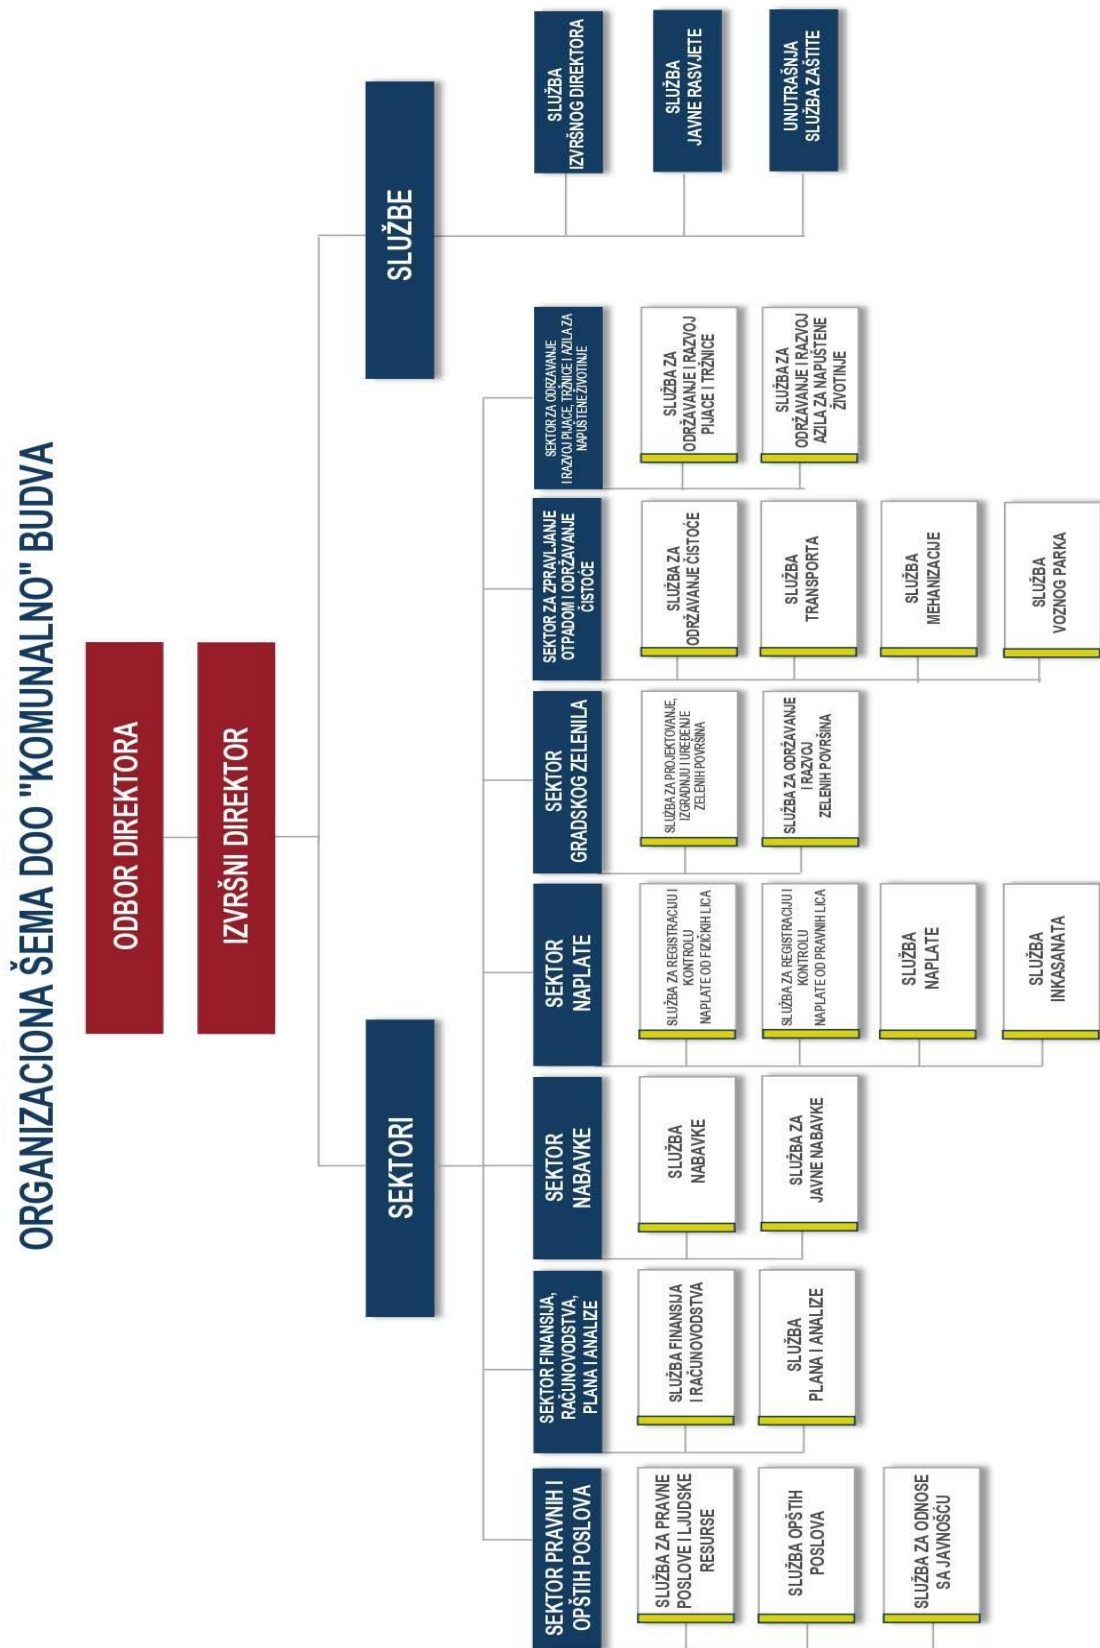 ORGANIZACIONA ŠEMA DOO "KOMUNALNO" BUDVA
ODBOR DIREKTORA
IZVRŠNI DIREKTOR
SEKTORI
SLUŽBE
SEKTOR PRAVNIH I
OPŠTIH POSLOVA
SLUŽBA ZA PRAVNE
POSLOVE I LJUDSKE
RESURSE
SLUŽBA OPŠTIH
POSLOVA
SLUŽBA ZA ODNOSE
SA JAVNOŠĆU
SEKTOR FINANSIJA,
RAČUNOVODSTVA,
PLANA I ANALIZE
SLUŽBA FINANSIJA
I RAČUNOVODSTVA
SLUŽBA
PLANA I ANALIZE
SEKTOR
NABAVKE
SLUŽBA
NABAVKE
SLUŽBA ZA
JAVNE NABAVKE
SEKTOR
NAPLATE
SLUŽBA ZA REGISTRACIJU I
KONTROLU
NAPLATE OD FIZIČKIH LICA
SLUŽBA ZA REGISTRACIJU I
KONTROLU
NAPLATE OD PRAVNIH LICA
SLUŽBA
NAPLATE
SLUŽBA
INKASANATA
SEKTOR
GRADSKOG ZELENILA
SLUŽBA ZA PROJEKTOVANJE,
IZGRADNJU I UREĐENJE
ZELENIH POVRŠINA
SLUŽBA ZA ODRŽAVANJE
I RAZVOJ
ZELENIH POVRŠINA
SEKTOR ZA ZPRAVLJANJE
OTPADOM I ODRŽAVANJE
ČISTOĆE
SLUŽBA ZA
ODRŽAVANJE ČISTOĆE
SLUŽBA
TRANSPORTA
SLUŽBA
MEHANIZACIJE
SLUŽBA
VOZNOG PARKA
SEKTOR ZA ODRZAVANJE
I RAZVOJ PIJACE, TRŽNICE I AZILA ZA
NAPUŠTENE ŽIVOTINJE
SLUŽBA ZA
ODRŽAVANJE I RAZVOJ
PIJACE I TRŽNICE
SLUŽBA ZA
ODRŽAVANJE I RAZVOJ
AZILA ZA NAPUŠTENE
ŽIVOTINJE
SLUŽBA
IZVRŠNOG DIREKTORA
SLUŽBA
JAVNE RASVJETE
UNUTRAŠNJA
SLUŽBA ZAŠTITE